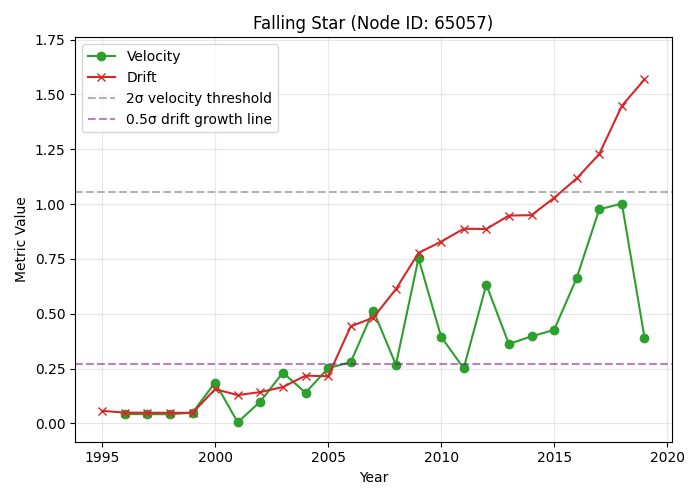 Falling Star (Node ID: 65057)
1.75
1.50
1.25
1.00
0.75
0.50
0.25
0.00
Metric Value
Velocity
Drift
2σ velocity threshold
0.5σ drift growth line
1995 2000 2005 2010 2015 2020
Year